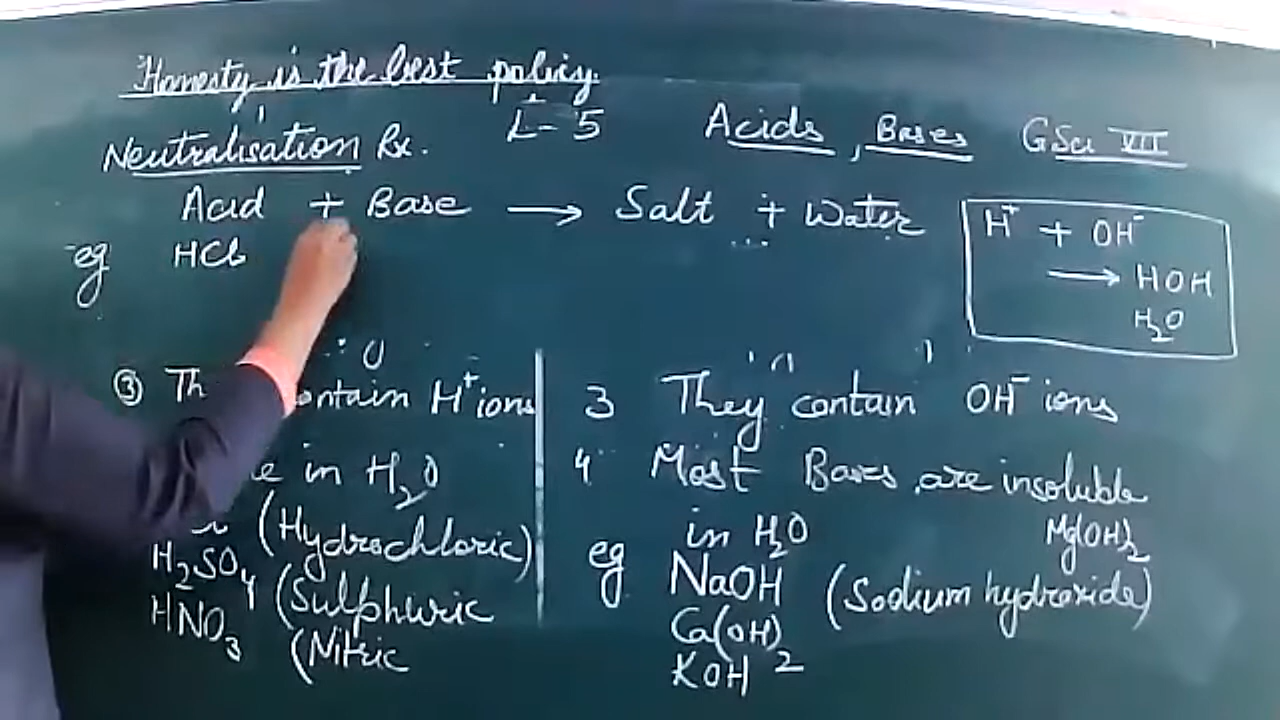 Honesty is the best policy.
L-5 Acids, Bases GSci VII
Neutralisation Rx.
Acid + Base → Salt + Water
eg HCl
H⁺ + OH⁻
→ HOH
H₂O
③ Th ontain H⁺ ions
e in H₂O
(Hydrochloric)
H₂SO₄ (Sulphuric
HNO₃ (Nitric
3 They contain OH⁻ ions
4 Most Bases are insoluble
in H₂O Mg(OH)₂
eg NaOH (Sodium hydroxide)
Ca(OH)₂
KOH